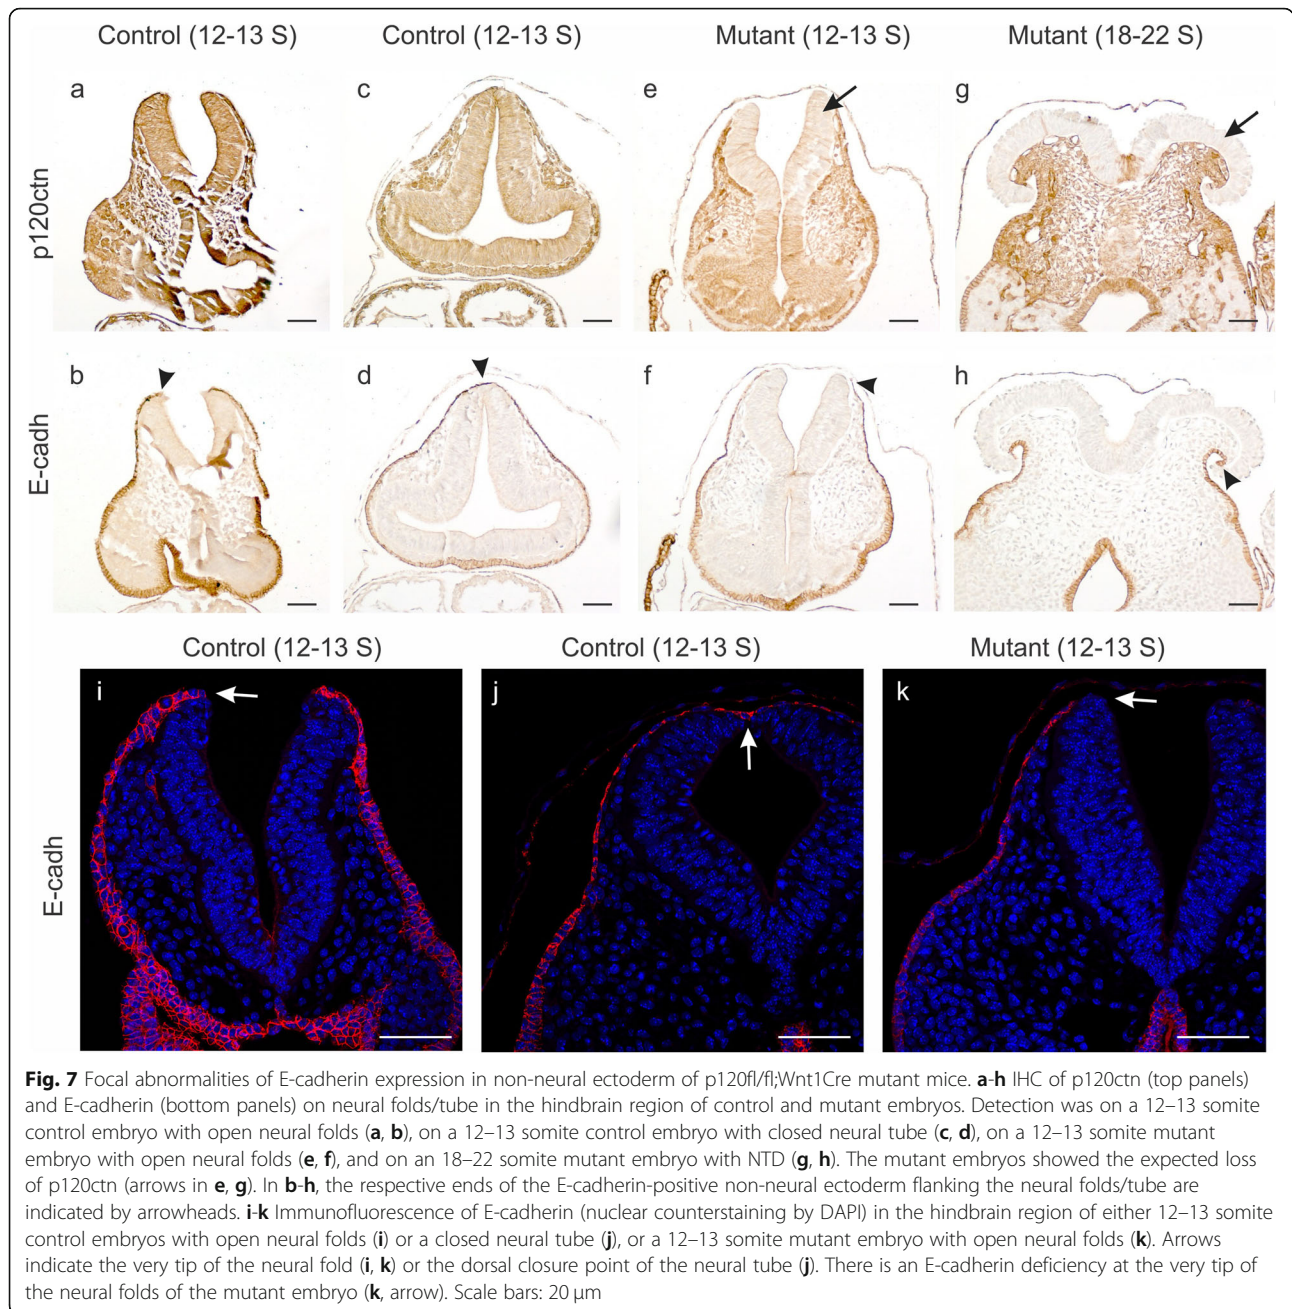 Control (12-13 S) Control (12-13 S) Mutant (12-13 S) Mutant (18-22 S)
a c e g
p120ctn
b d f h
E-cadh
Control (12-13 S) Control (12-13 S) Mutant (12-13 S)
i j k
E-cadh
Fig. 7 Focal abnormalities of E-cadherin expression in non-neural ectoderm of p120fl/fl;Wnt1Cre mutant mice. a-h IHC of p120ctn (top panels)
and E-cadherin (bottom panels) on neural folds/tube in the hindbrain region of control and mutant embryos. Detection was on a 12–13 somite
control embryo with open neural folds (a, b), on a 12–13 somite control embryo with closed neural tube (c, d), on a 12–13 somite mutant
embryo with open neural folds (e, f), and on an 18–22 somite mutant embryo with NTD (g, h). The mutant embryos showed the expected loss
of p120ctn (arrows in e, g). In b-h, the respective ends of the E-cadherin-positive non-neural ectoderm flanking the neural folds/tube are
indicated by arrowheads. i-k Immunofluorescence of E-cadherin (nuclear counterstaining by DAPI) in the hindbrain region of either 12–13 somite
control embryos with open neural folds (i) or a closed neural tube (j), or a 12–13 somite mutant embryo with open neural folds (k). Arrows
indicate the very tip of the neural fold (i, k) or the dorsal closure point of the neural tube (j). There is an E-cadherin deficiency at the very tip of
the neural folds of the mutant embryo (k, arrow). Scale bars: 20 μm